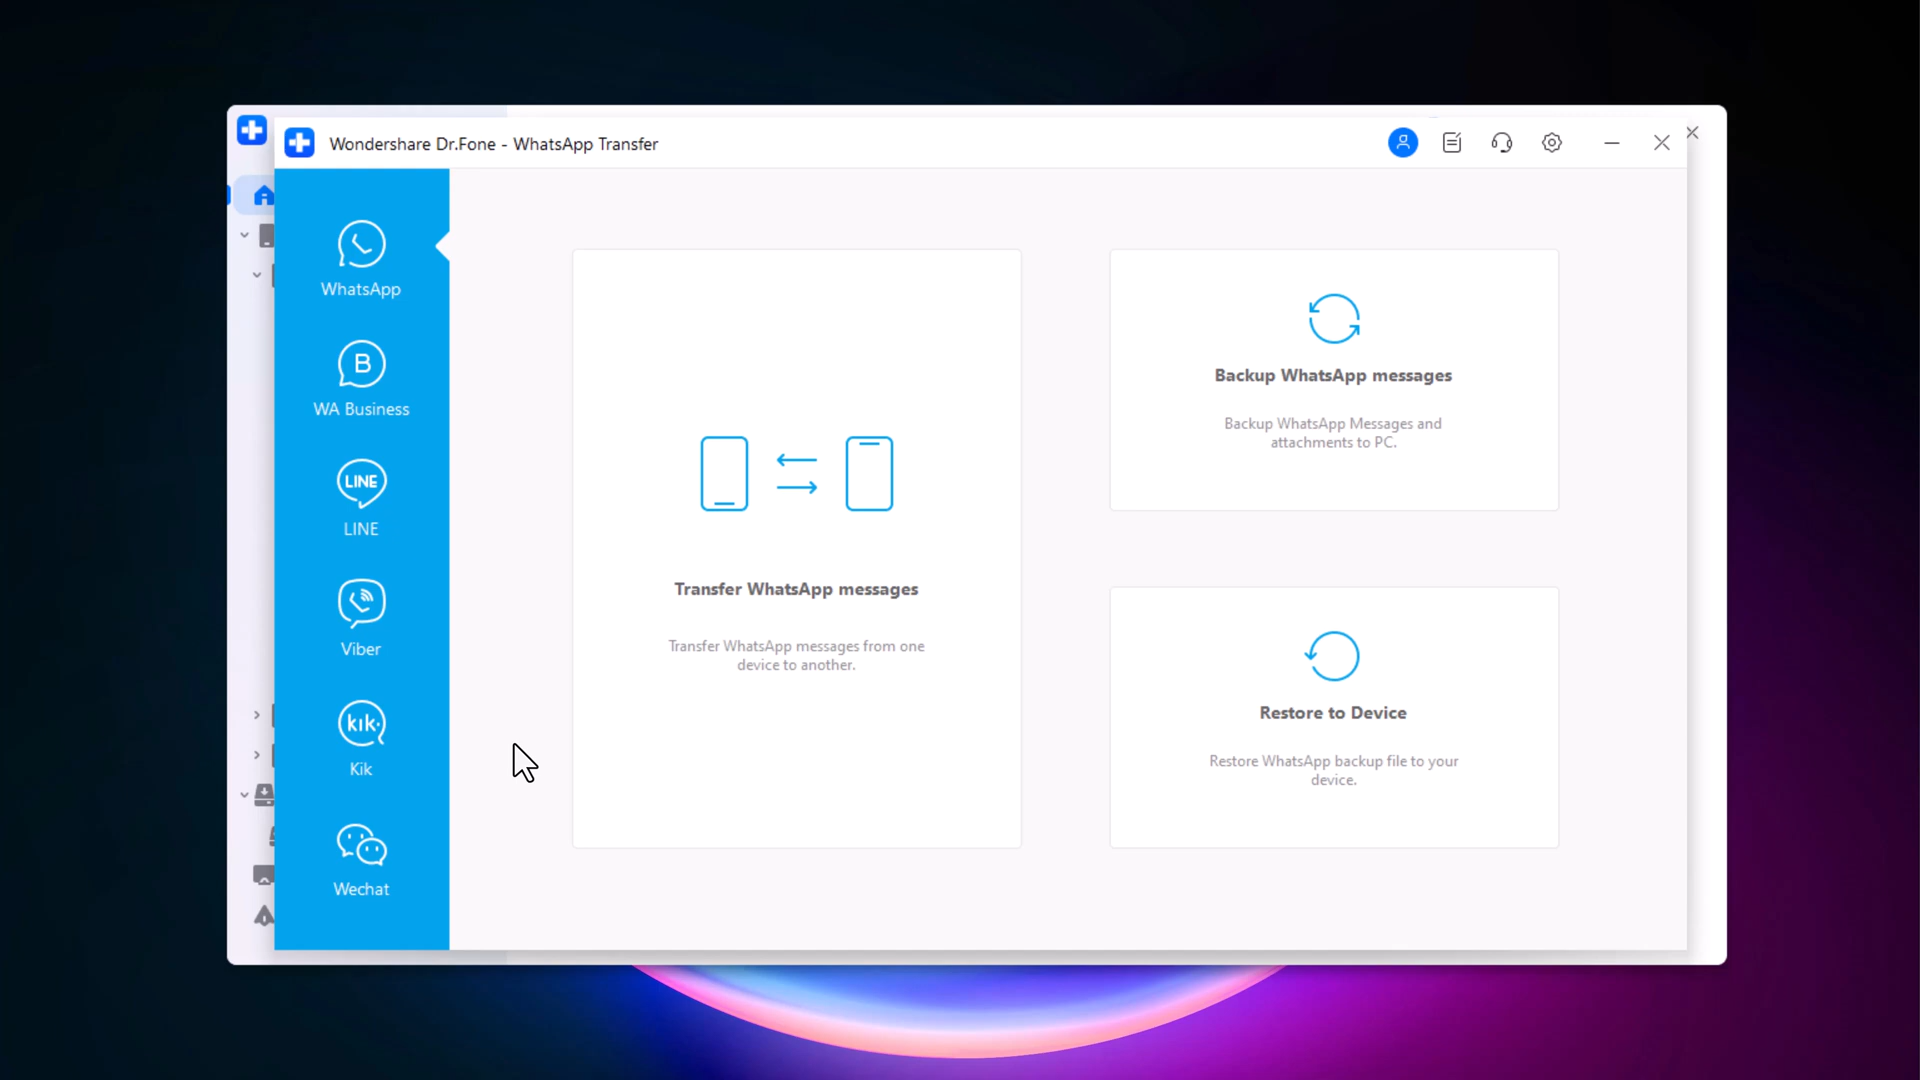 Wondershare Dr.Fone - WhatsApp Transfer
WhatsApp
B
WA Business
LINE
LINE
Viber
kik
Kik
Wechat
Transfer WhatsApp messages
Transfer WhatsApp messages from one
device to another.
Backup WhatsApp messages
Backup WhatsApp Messages and
attachments to PC.
Restore to Device
Restore WhatsApp backup file to your
device.